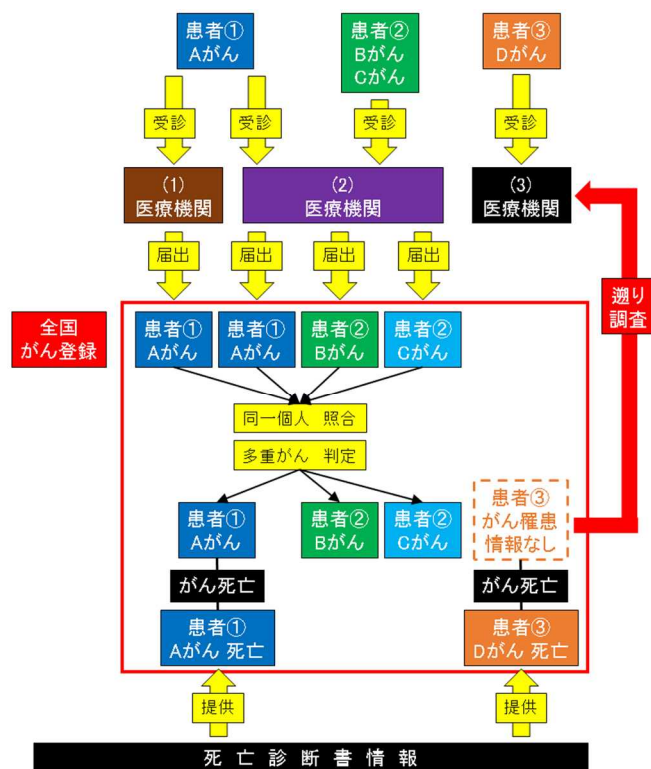 患者①
Aがん
患者②
Bがん
Cがん
患者③
Dがん
受診
受診
受診
受診
(1)
医療機関
(2)
医療機関
(3)
医療機関
届出
届出
届出
届出
遡り
調査
全国
がん登録
患者①
Aがん
患者①
Aがん
患者②
Bがん
患者②
Cがん
同一個人 照合
多重がん 判定
患者①
Aがん
患者②
Bがん
患者②
Cがん
患者③
がん罹患
情報なし
がん死亡
がん死亡
患者①
Aがん 死亡
患者③
Dがん 死亡
提供
提供
死亡診断書情報